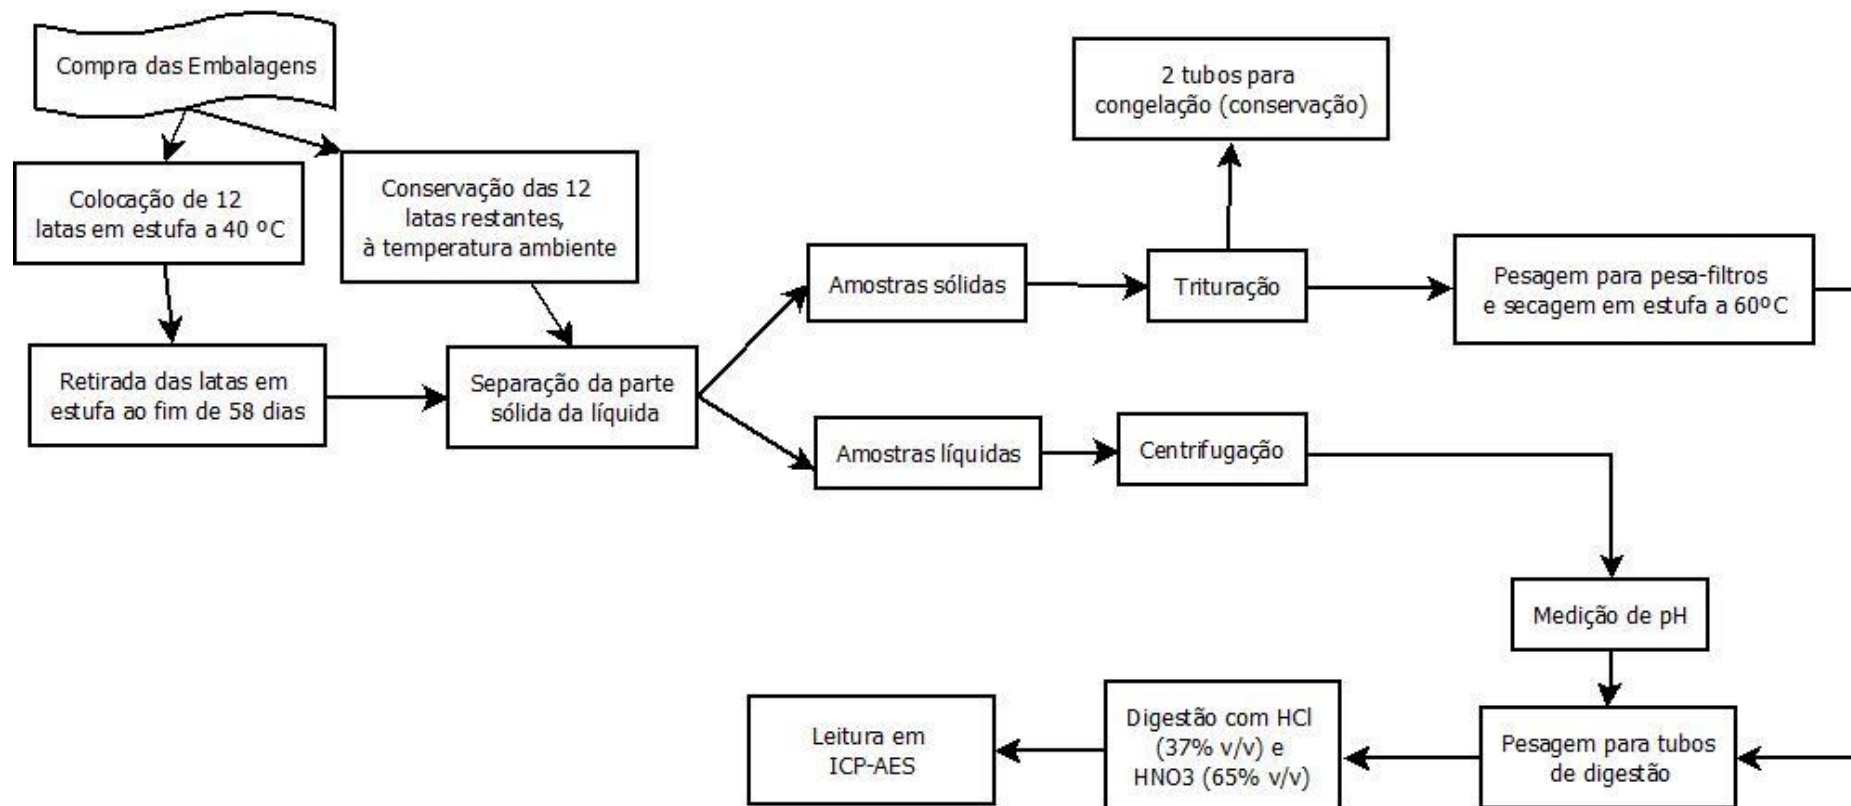 Compra das Embalagens
2 tubos para
congelação (conservação)
Colocação de 12
latas em estufa a 40 ºC
Conservação das 12
latas restantes,
à temperatura ambiente
Amostras sólidas
Trituração
Pesagem para pesa-filtros
e secagem em estufa a 60ºC
Retirada das latas em
estufa ao fim de 58 dias
Separação da parte
sólida da líquida
Amostras líquidas
Centrifugação
Medição de pH
Pesagem para tubos
de digestão
Digestão com HCl
(37% v/v) e
HNO3 (65% v/v)
Leitura em
ICP-AES